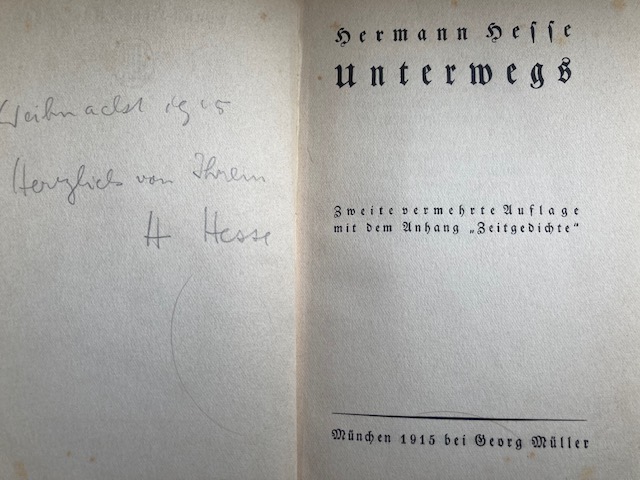 Weihnacht 1915
Herzlich von Ihrem
H Hesse
Hermann Hesse
Unterwegs
Zweite vermehrte Auflage
mit dem Anhang „Zeitgedichte“
München 1915 bei Georg Müller